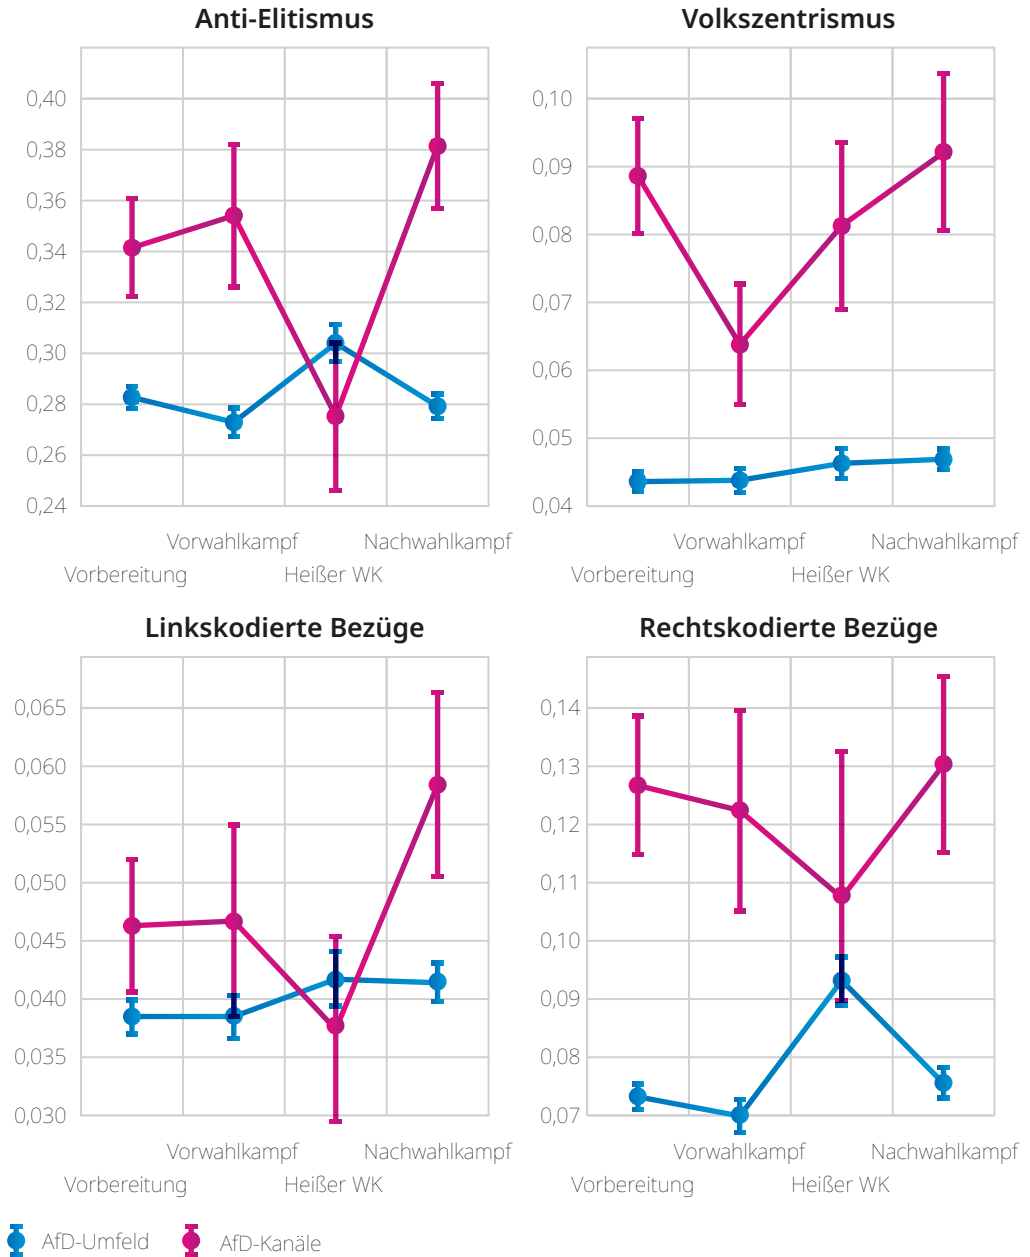 Anti-Elitismus
0,40
0,38
0,36
0,34
0,32
0,30
0,28
0,26
0,24
Vorwahlkampf Nachwahlkampf
Vorbereitung Heißer WK
Volkszentrismus
0,10
0,09
0,08
0,07
0,06
0,05
0,04
Vorwahlkampf Nachwahlkampf
Vorbereitung Heißer WK
Linkskodierte Bezüge
0,065
0,060
0,055
0,050
0,045
0,040
0,035
0,030
Vorwahlkampf Nachwahlkampf
Vorbereitung Heißer WK
Rechtskodierte Bezüge
0,14
0,13
0,12
0,11
0,10
0,09
0,08
0,07
Vorwahlkampf Nachwahlkampf
Vorbereitung Heißer WK
AfD-Umfeld AfD-Kanäle